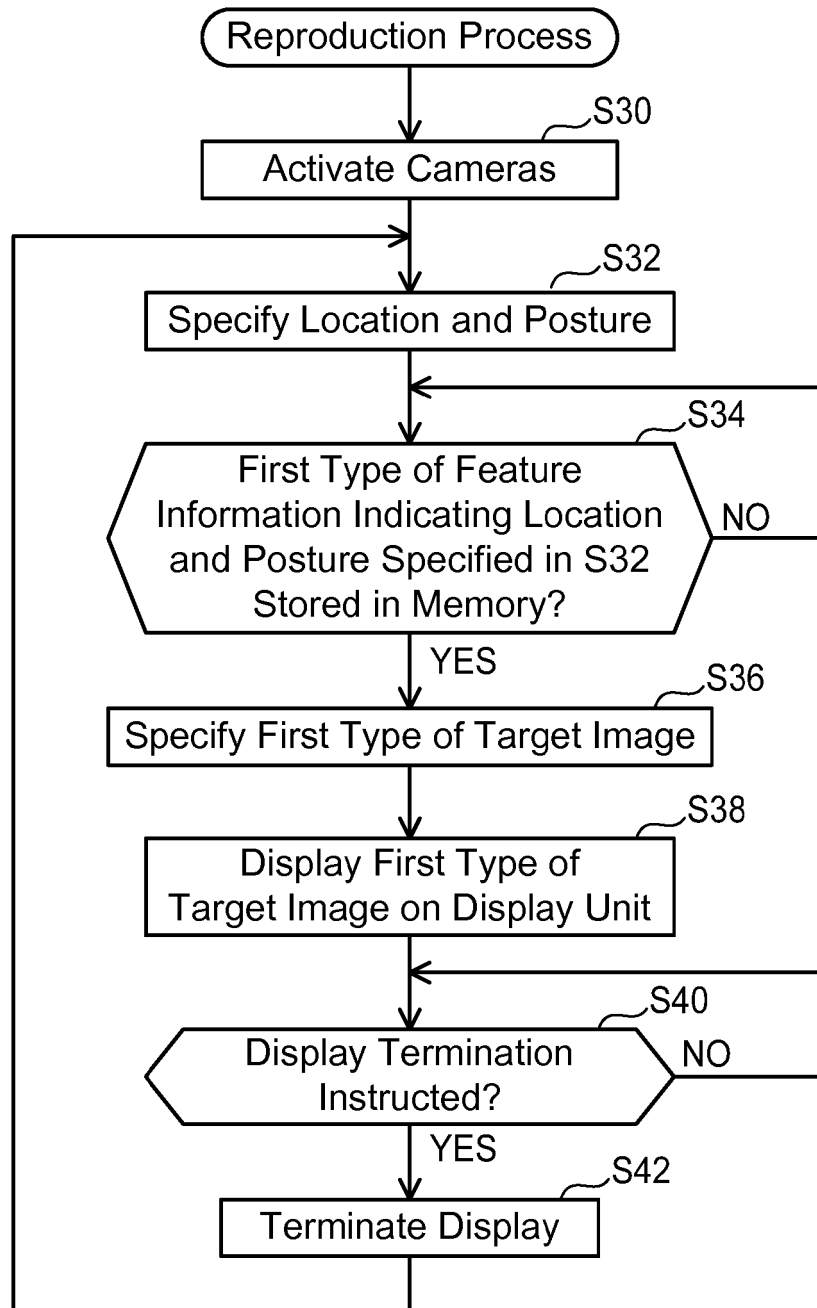 Reproduction Process
S30
Activate Cameras
S32
Specify Location and Posture
S34
First Type of Feature
Information Indicating Location
and Posture Specified in S32
Stored in Memory?
NO
YES
S36
Specify First Type of Target Image
S38
Display First Type of
Target Image on Display Unit
S40
Display Termination
Instructed?
NO
YES
S42
Terminate Display